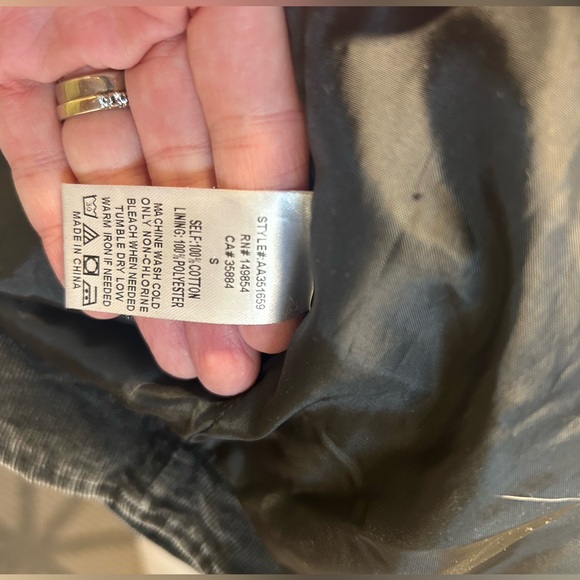 STYLE#:AA351659
RN# 149854
CA# 35884
S
SELF:100% COTTON
LINING:100%POLYESTER
MACHINE WASH COLD
ONLY NON-CHLORINE
BLEACH WHEN NEEDED
TUMBLE DRY LOW
WARM IRON IF NEEDED
30
MADE IN CHINA